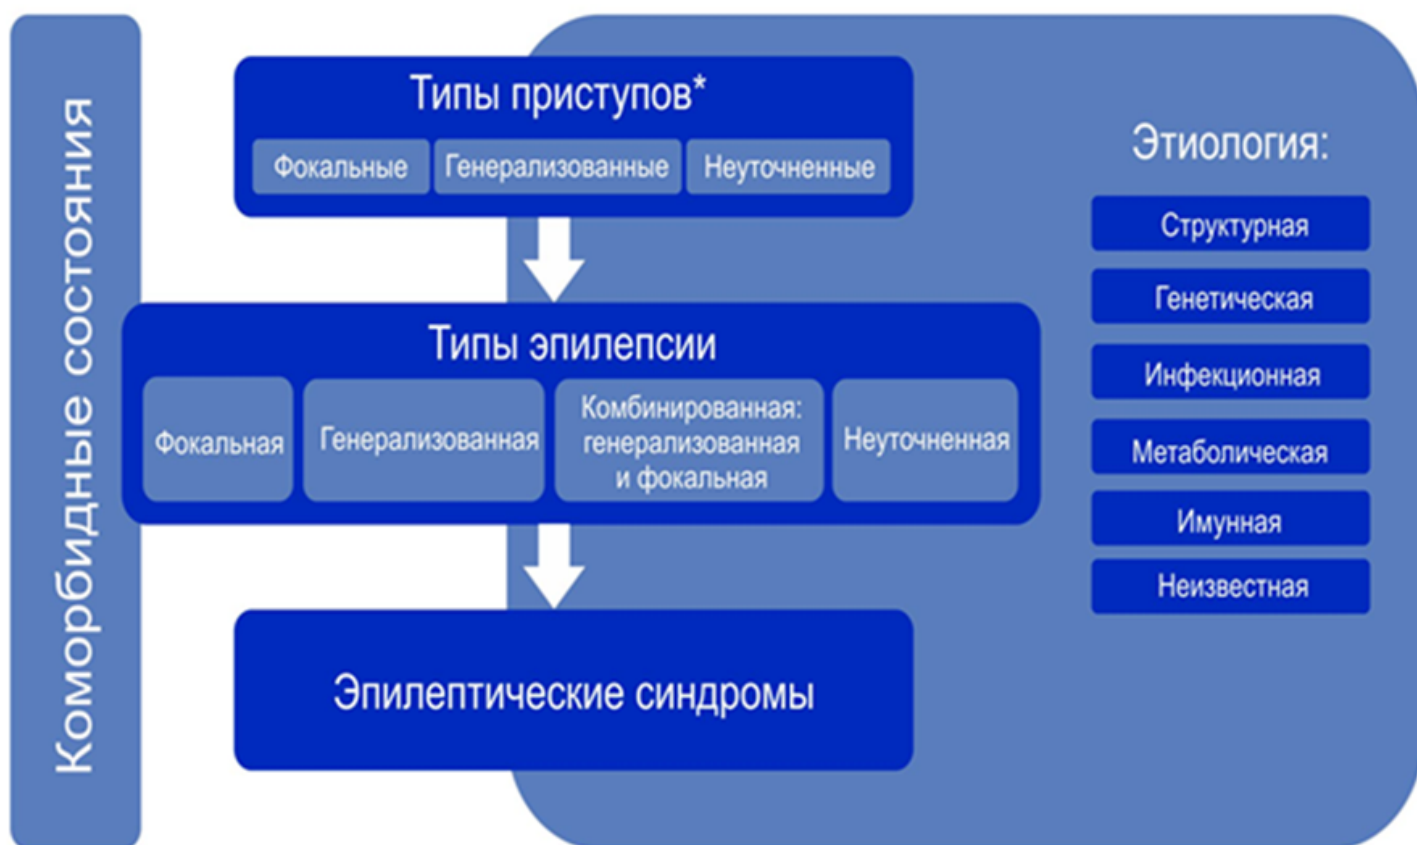 Коморбидные состояния
Типы приступов*
Фокальные
Генерализованные
Неуточненные
Типы эпилепсии
Фокальная
Генерализованная
Комбинированная:
генерализованная
и фокальная
Неуточненная
Эпилептические синдромы
Этиология:
Структурная
Генетическая
Инфекционная
Метаболическая
Имунная
Неизвестная